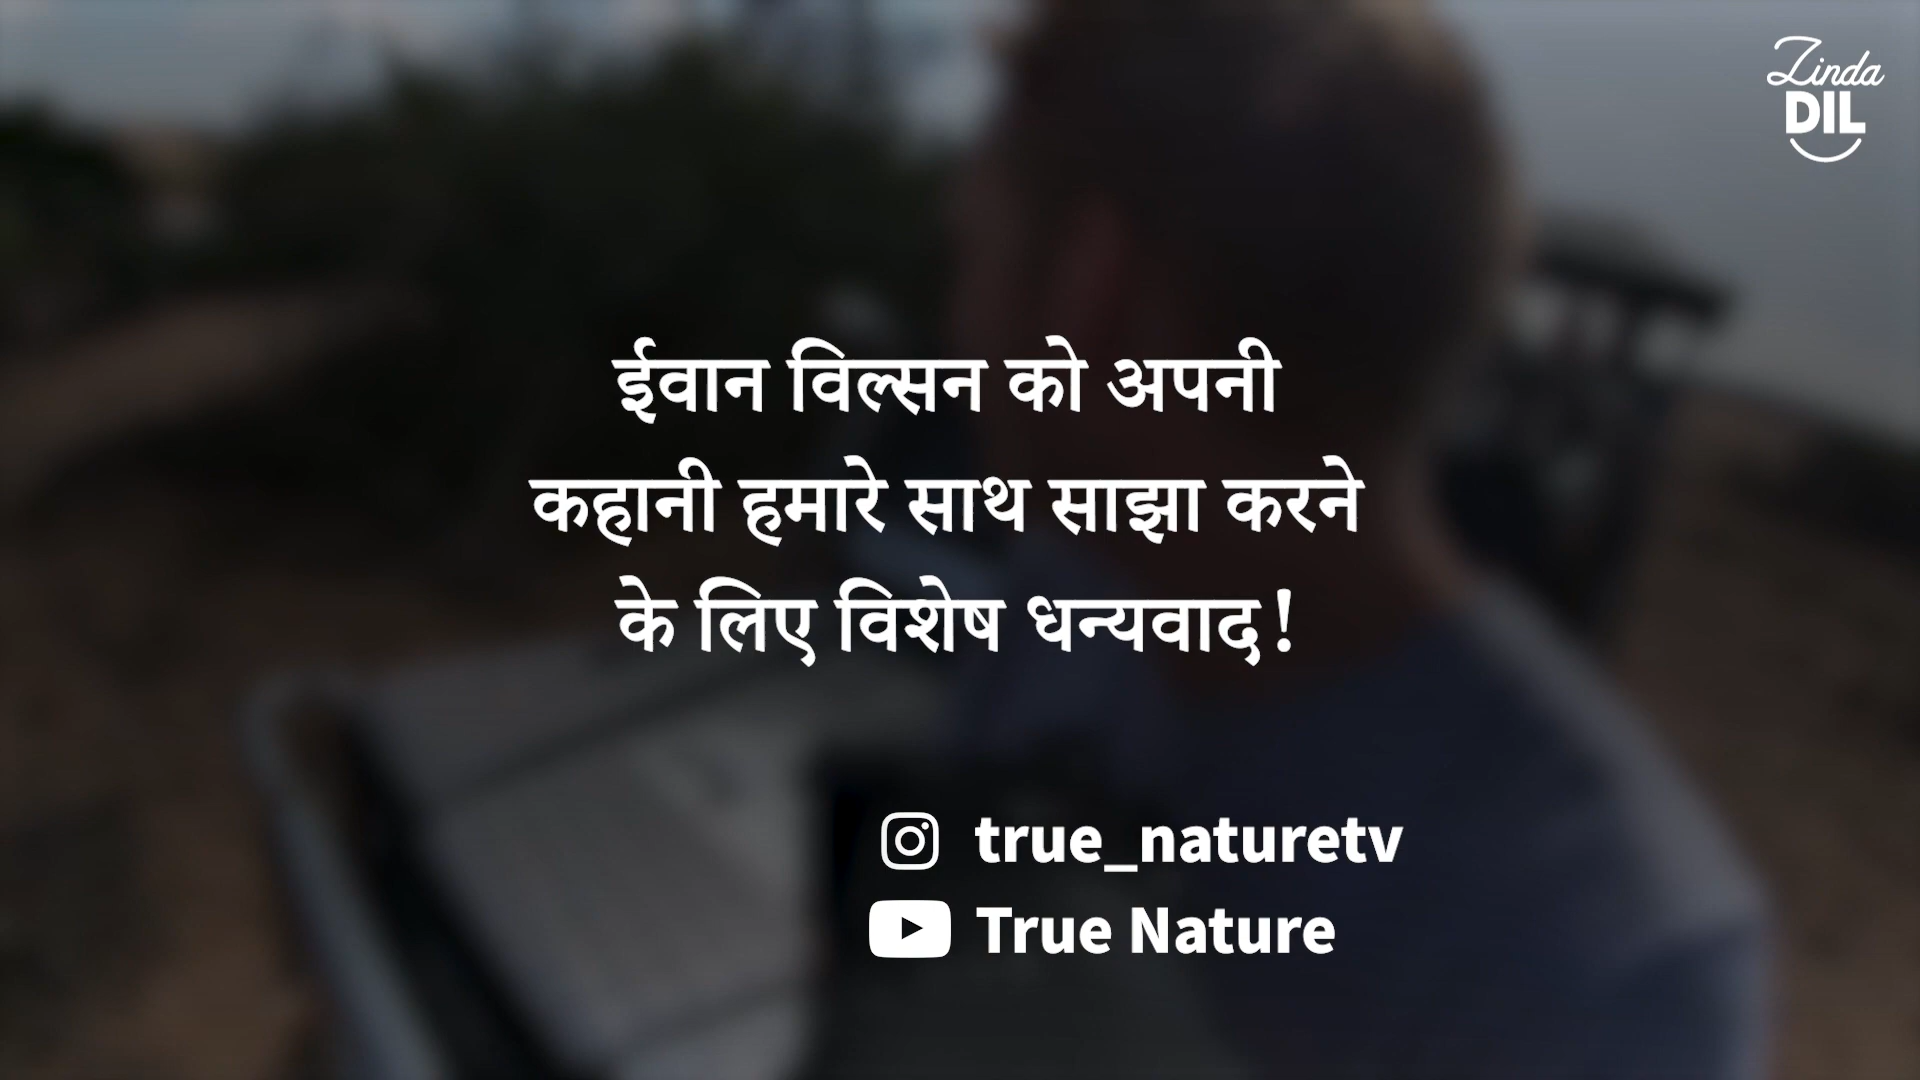 Zinda
DIL
ईवान विल्सन को अपनी
कहानी हमारे साथ साझा करने
के लिए विशेष धन्यवाद!
true_naturetv
True Nature